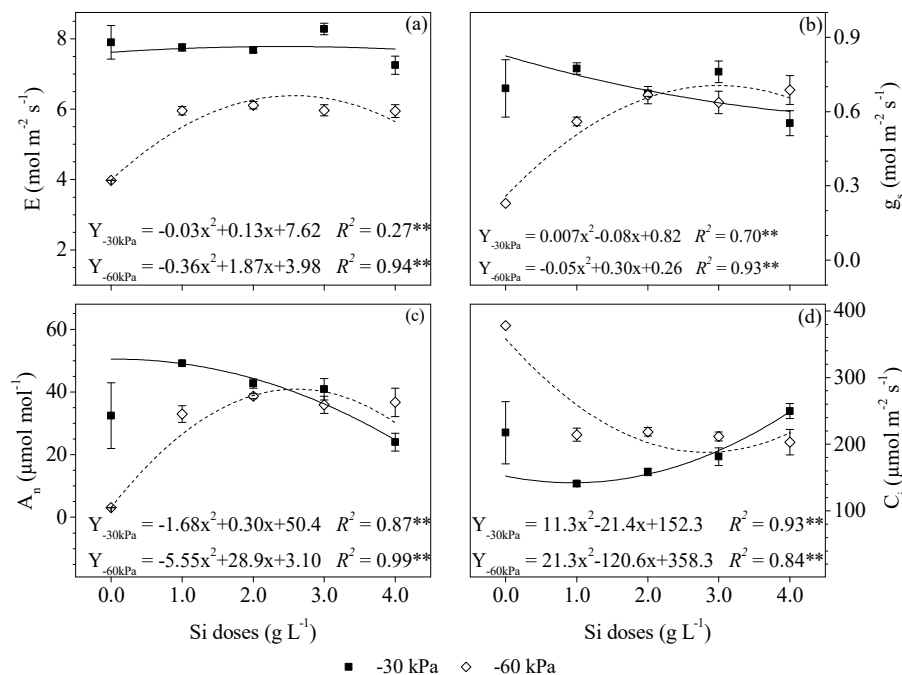 (a)
(b)
8
6
4
2
E (mol m⁻² s⁻¹)
Y-30kPa = -0.03x²+0.13x+7.62 R² = 0.27**
Y-60kPa = -0.36x²+1.87x+3.98 R² = 0.94**
Y-30kPa = 0.007x²-0.08x+0.82 R² = 0.70**
Y-60kPa = -0.05x²+0.30x+0.26 R² = 0.93**
0.9
0.6
0.3
0.0
gs (mol m⁻² s⁻¹)
(c)
(d)
60
40
20
0
An (µmol mol⁻¹)
Y-30kPa = -1.68x²+0.30x+50.4 R² = 0.87**
Y-60kPa = -5.55x²+28.9x+3.10 R² = 0.99**
Y-30kPa = 11.3x²-21.4x+152.3 R² = 0.93**
Y-60kPa = 21.3x²-120.6x+358.3 R² = 0.84**
400
300
200
100
(µmol m⁻² s⁻¹)
0.0 1.0 2.0 3.0 4.0
0.0 1.0 2.0 3.0 4.0
Si doses (g L⁻¹)
Si doses (g L⁻¹)
-30 kPa -60 kPa